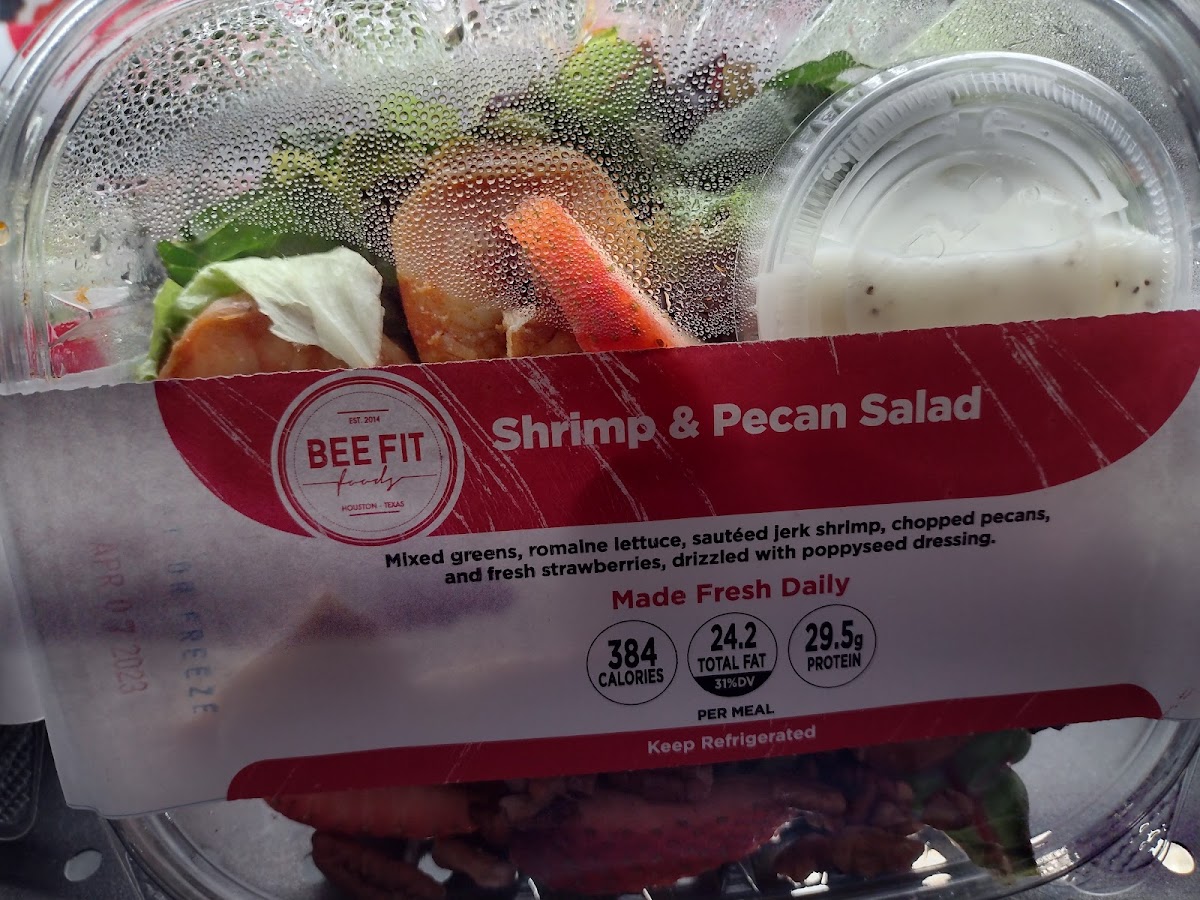 Shrimp & Pecan Salad
EST. 2014
BEE FIT
foods
HOUSTON - TEXAS
Mixed greens, romaine lettuce, sautéed jerk shrimp, chopped pecans,
and fresh strawberries, drizzled with poppyseed dressing.
Made Fresh Daily
384
CALORIES
24.2
TOTAL FAT
31%DV
29.5g
PROTEIN
PER MEAL
Keep Refrigerated
OR FREEZE
APR 07 2023